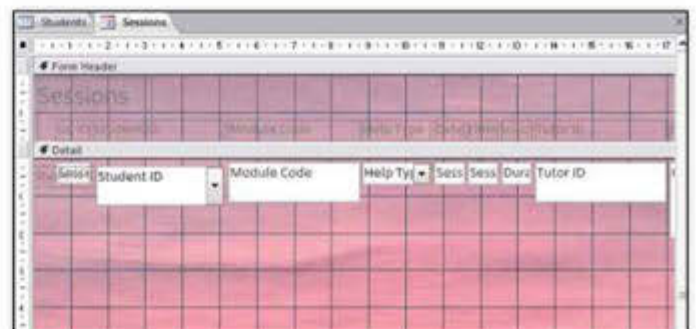 Students Sessions
Form Header
Sessions
Module Code Help Type
Detail
Student ID Module Code Help Typ Sess Sess Dura Tutor ID